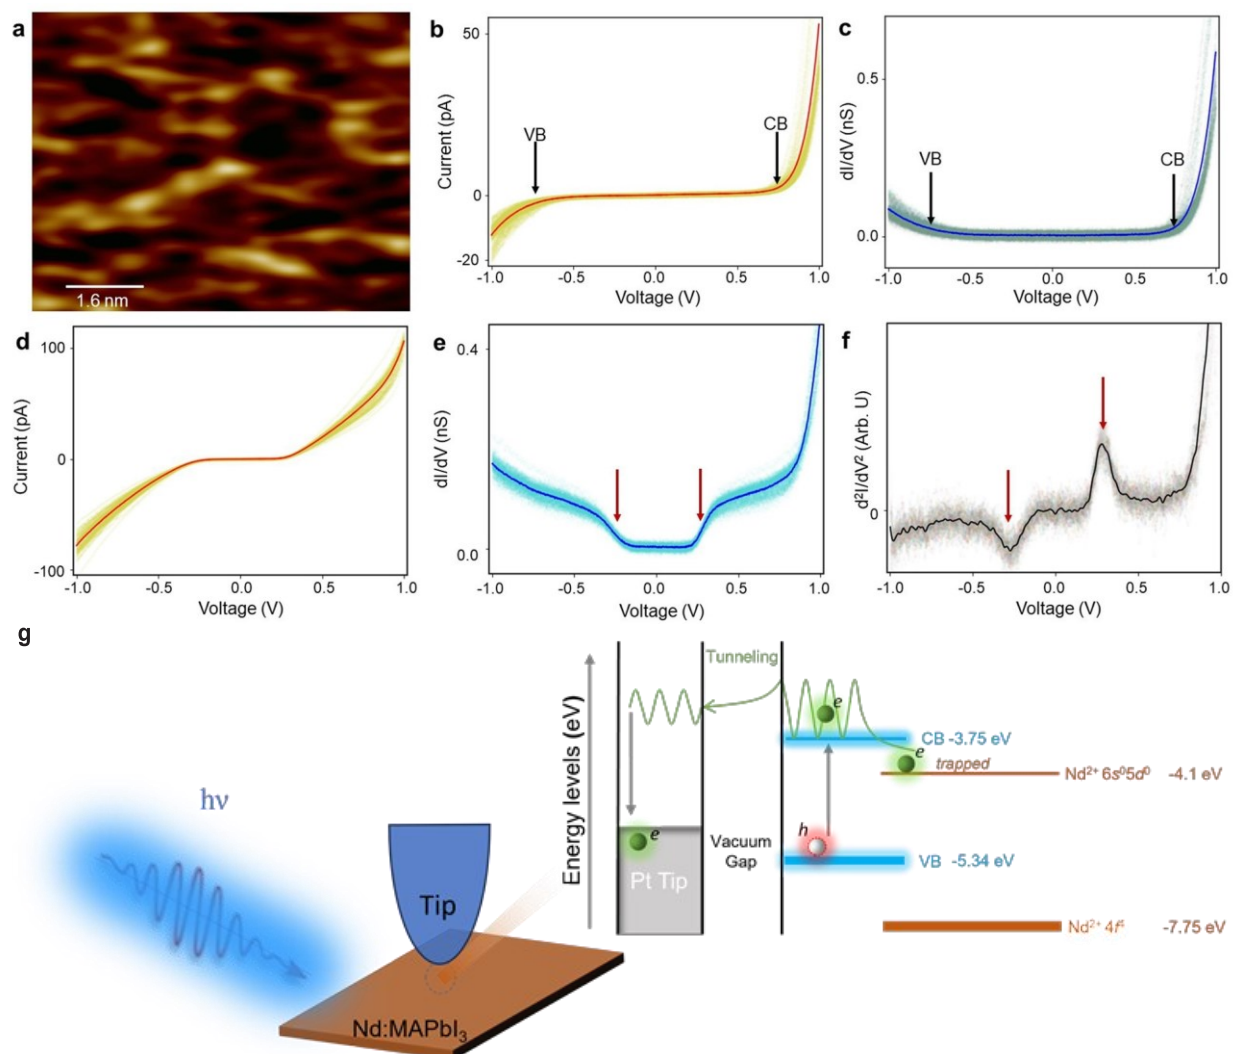 a
1.6 nm
b
50
0
-20
Current (pA)
VB
CB
-1.0 -0.5 0.0 0.5 1.0
Voltage (V)
c
0.5
0.0
dI/dV (nS)
VB
CB
-1.0 -0.5 0.0 0.5 1.0
Voltage (V)
d
100
0
-100
Current (pA)
-1.0 -0.5 0.0 0.5 1.0
Voltage (V)
e
0.4
0.0
dI/dV (nS)
-1.0 -0.5 0.0 0.5 1.0
Voltage (V)
f
0
d²I/dV² (Arb. U)
-1.0 -0.5 0.0 0.5 1.0
Voltage (V)
g
hν
Tip
Nd:MAPbI₃
Energy levels (eV)
Tunneling
e
CB -3.75 eV
e
trapped
Nd²⁺ 6s⁰5d⁰ -4.1 eV
e
Pt Tip
Vacuum
Gap
h
VB -5.34 eV
Nd²⁺ 4f⁴ -7.75 eV